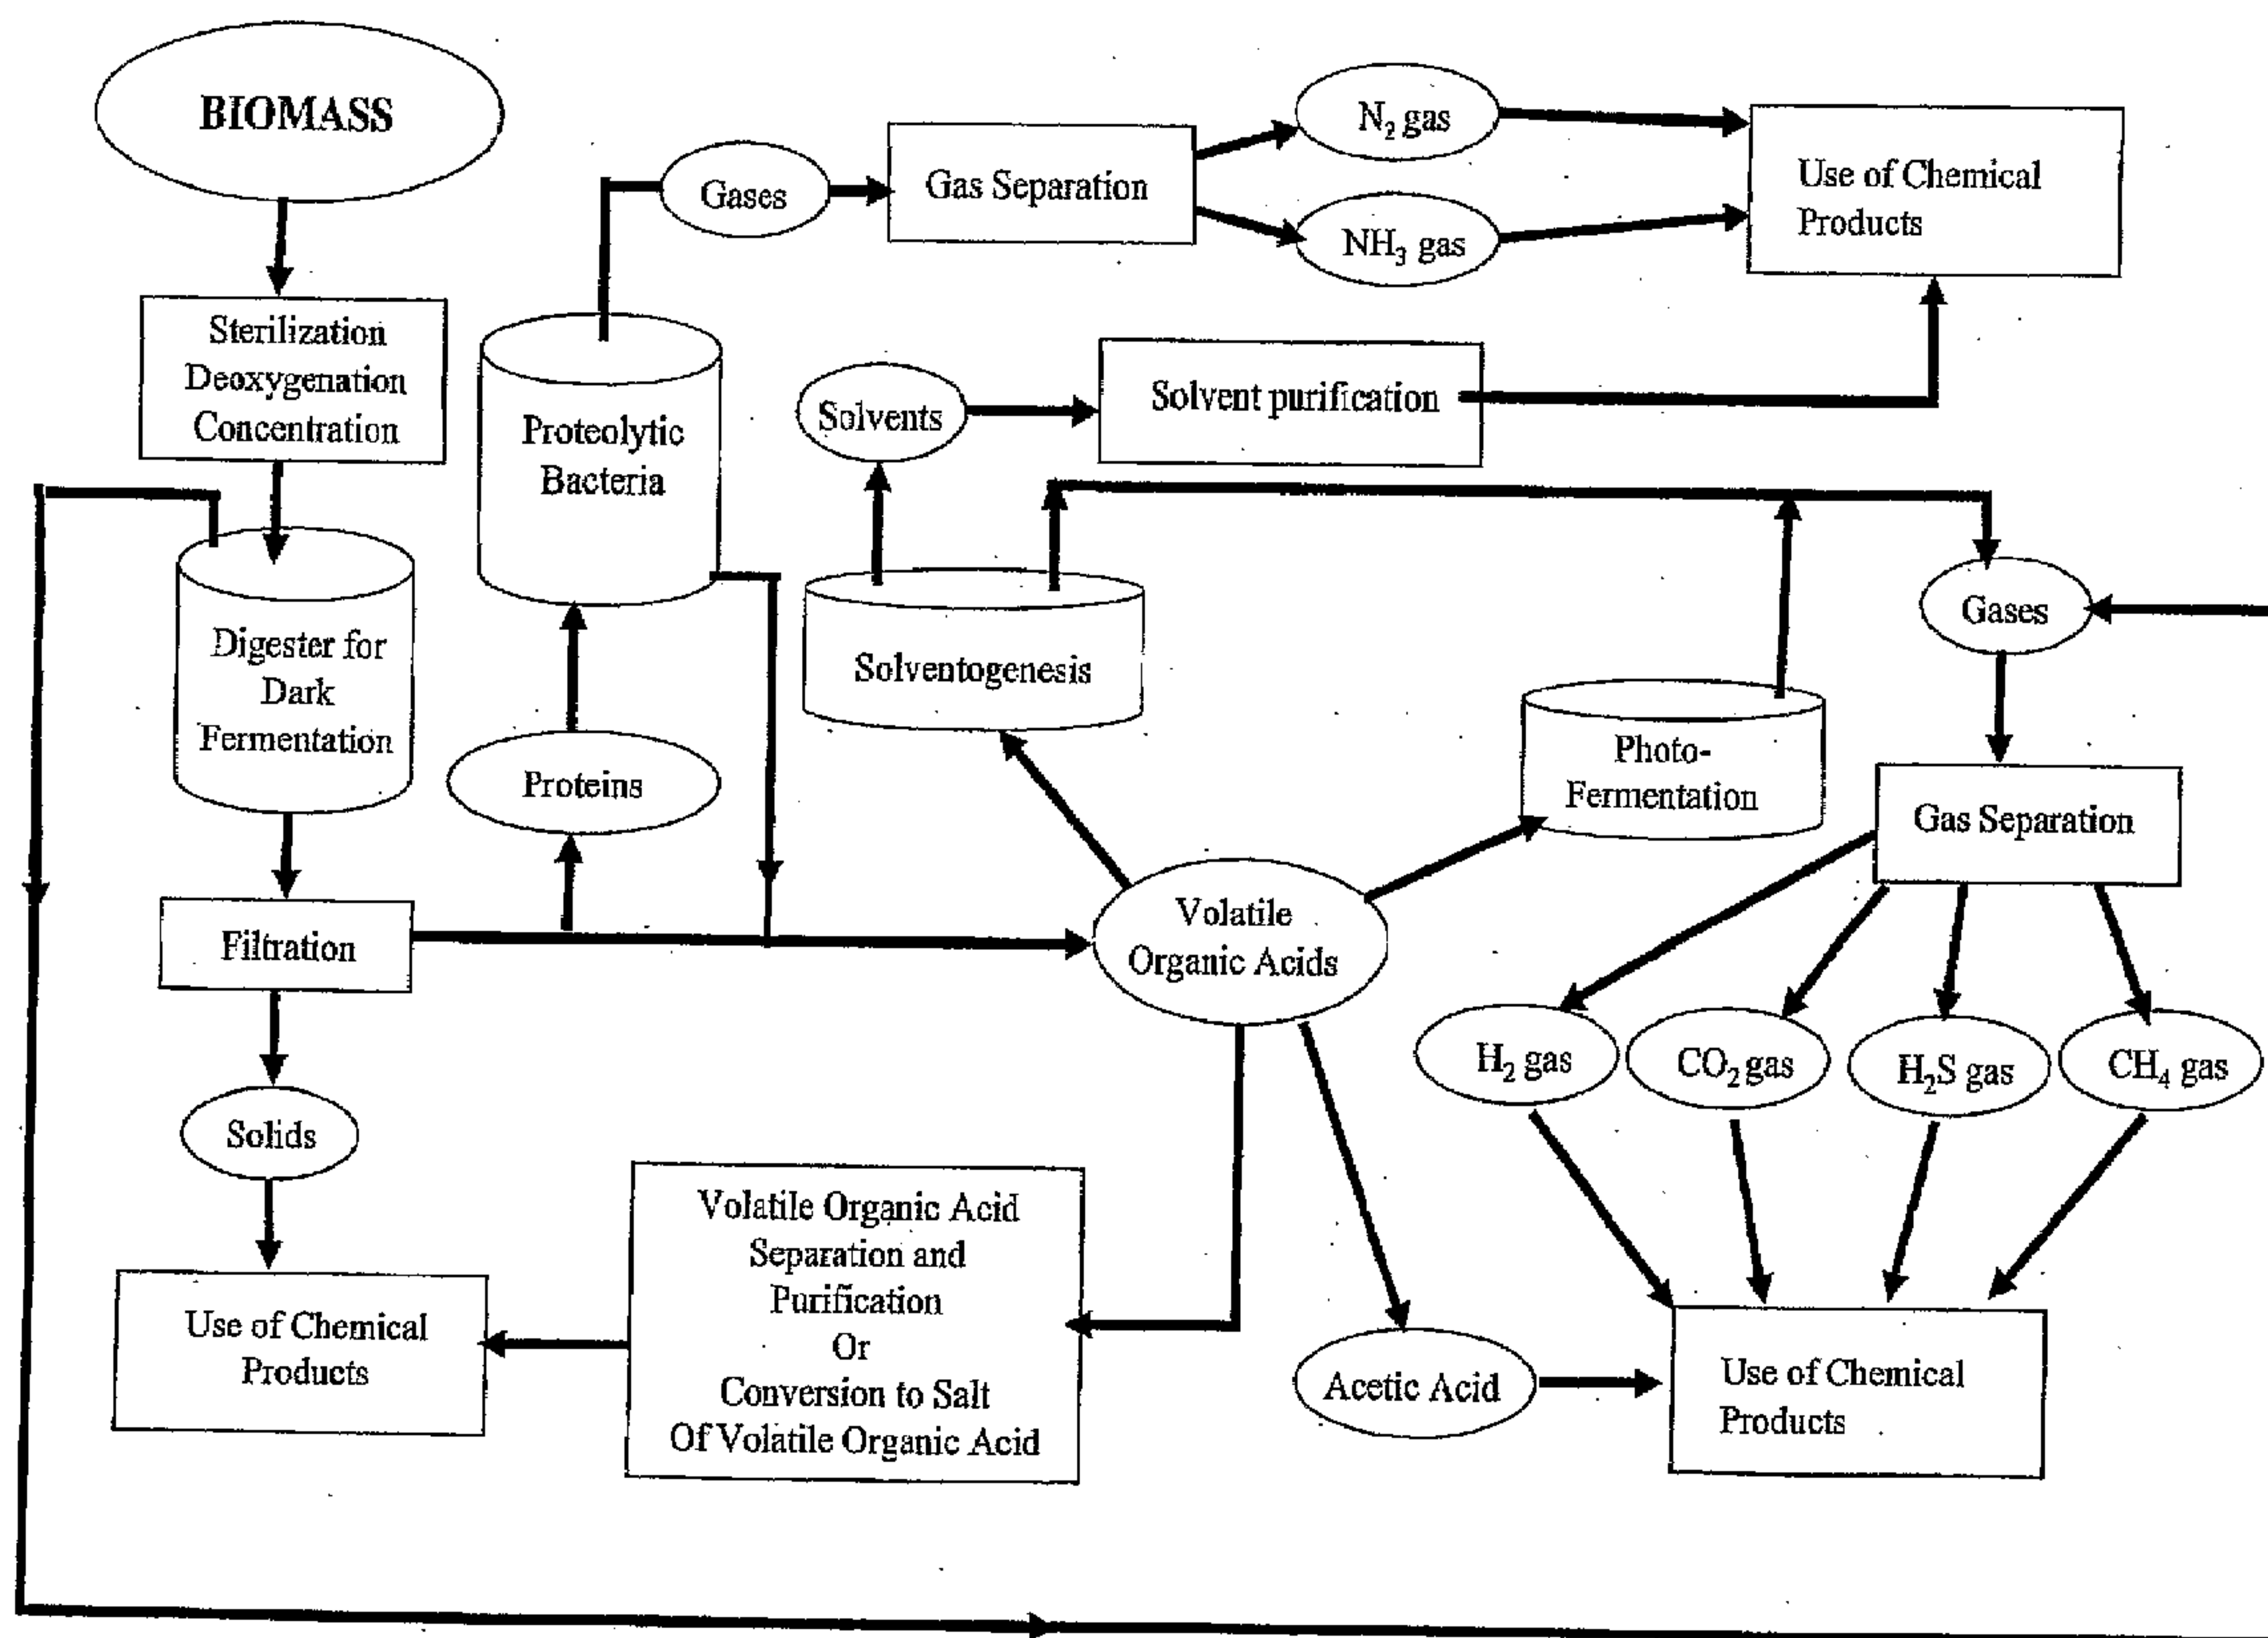 BIOMASS
Sterilization
Deoxygenation
Concentration
Digester for
Dark
Fermentation
Filtration
Solids
Use of Chemical
Products
Proteolytic
Bacteria
Proteins
Gases
Gas Separation
N₂ gas
NH₃ gas
Use of Chemical
Products
Solvents
Solvent purification
Solventogenesis
Volatile
Organic Acids
Photo-
Fermentation
Gases
Gas Separation
H₂ gas
CO₂ gas
H₂S gas
CH₄ gas
Volatile Organic Acid
Separation and
Purification
Or
Conversion to Salt
Of Volatile Organic Acid
Acetic Acid
Use of Chemical
Products